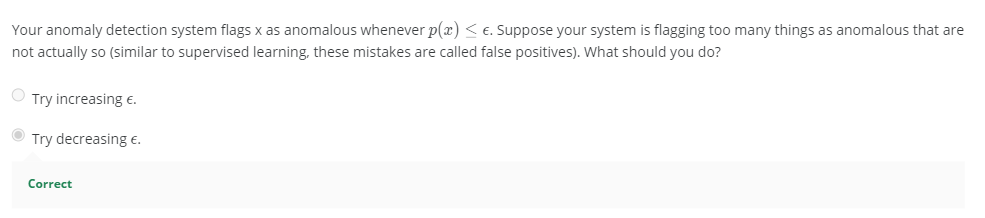 Your anomaly detection system flags x as anomalous whenever p(x) ≤ ϵ. Suppose your system is flagging too many things as anomalous that are
not actually so (similar to supervised learning, these mistakes are called false positives). What should you do?
Try increasing ϵ.
Try decreasing ϵ.
Correct